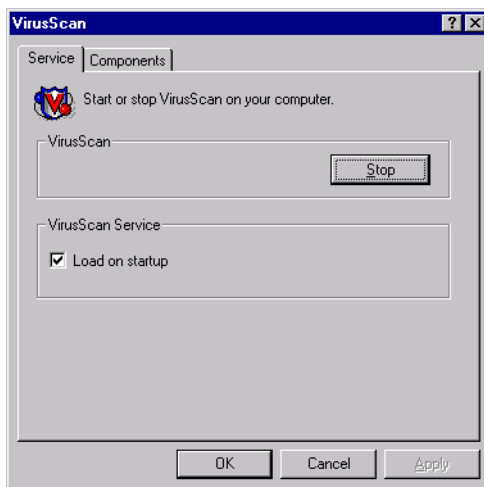 VirusScan
Service Components
Start or stop VirusScan on your computer.
VirusScan
Stop
VirusScan Service
Load on startup
OK Cancel Apply